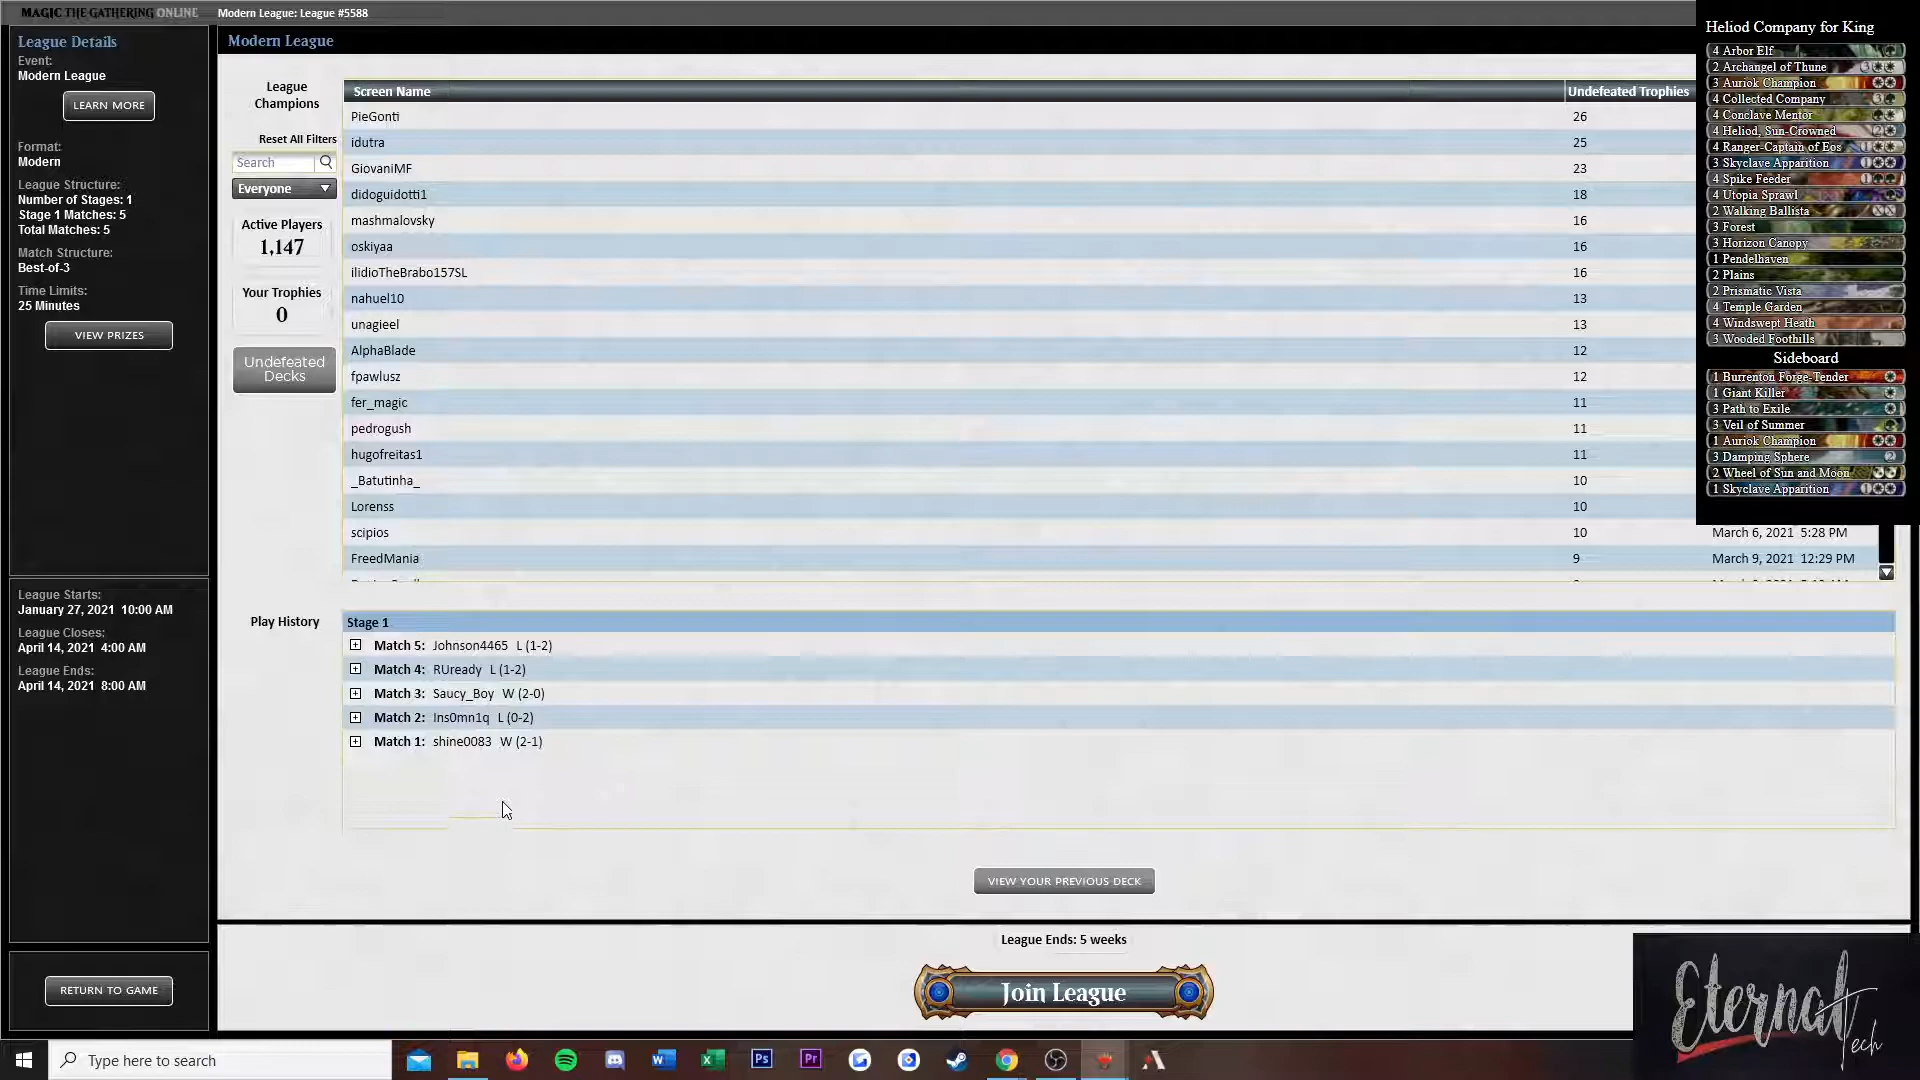 MAGIC THE GATHERING ONLINE
Modern League: League #5588
League Details
Event:
Modern League
LEARN MORE
Format:
Modern
League Structure:
Number of Stages: 1
Stage 1 Matches: 5
Total Matches: 5
Match Structure:
Best-of-3
Time Limits:
25 Minutes
VIEW PRIZES
League Starts:
January 27, 2021 10:00 AM
League Closes:
April 14, 2021 4:00 AM
League Ends:
April 14, 2021 8:00 AM
RETURN TO GAME
Modern League
League
Champions
Reset All Filters
Search
Everyone
Active Players
1,147
Your Trophies
0
Undefeated
Decks
Screen Name Undefeated Trophies
PieGonti 26
idutra 25
GiovaniMF 23
didoguidotti1 18
mashmalovsky 16
oskiyaa 16
ilidioTheBrabo157SL 16
nahuel10 13
unagieel 13
AlphaBlade 12
fpawlusz 12
fer_magic 11
pedrogush 11
hugofreitas1 11
_Batutinha_ 10
Lorenss 10
scipios 10 March 6, 2021 5:28 PM
FreedMania 9 March 9, 2021 12:29 PM
Play History
Stage 1
Match 5: Johnson4465 L (1-2)
Match 4: RUready L (1-2)
Match 3: Saucy_Boy W (2-0)
Match 2: Ins0mn1q L (0-2)
Match 1: shine0083 W (2-1)
VIEW YOUR PREVIOUS DECK
League Ends: 5 weeks
Join League
Heliod Company for King
4 Arbor Elf
2 Archangel of Thune 3
3 Auriok Champion
4 Collected Company 3
4 Conclave Mentor
4 Heliod, Sun-Crowned 2
4 Ranger-Captain of Eos 1
3 Skyclave Apparition 1
4 Spike Feeder 1
4 Utopia Sprawl
2 Walking Ballista X X
3 Forest
3 Horizon Canopy
1 Pendelhaven
2 Plains
2 Prismatic Vista
4 Temple Garden
4 Windswept Heath
3 Wooded Foothills
Sideboard
1 Burrenton Forge-Tender
1 Giant Killer
3 Path to Exile
3 Veil of Summer
1 Auriok Champion
3 Damping Sphere 2
2 Wheel of Sun and Moon
1 Skyclave Apparition 1
Eternal
Tech
Type here to search
Ps
Pr